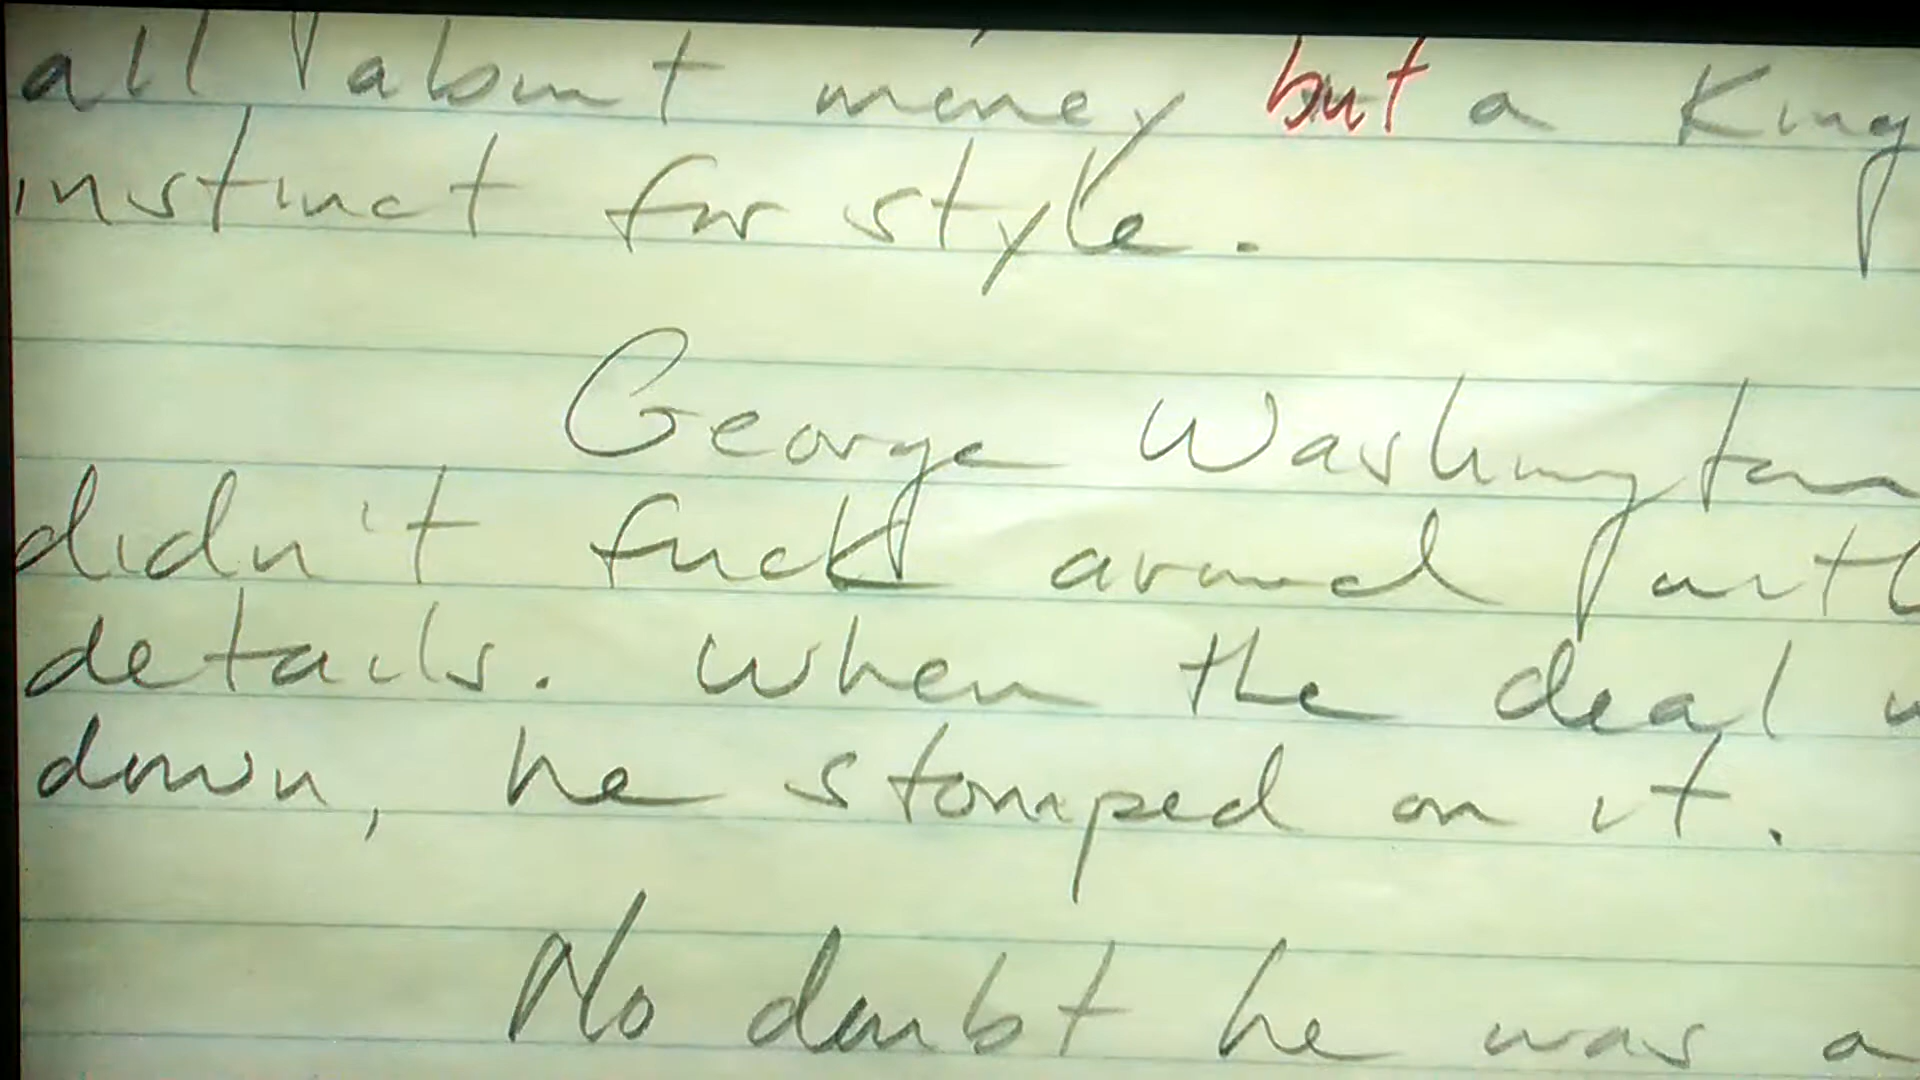 all about money but a King
instinct for style.
George Washington
didn't fuck around with
details. When the deal
down, he stomped on it.
No doubt he was a